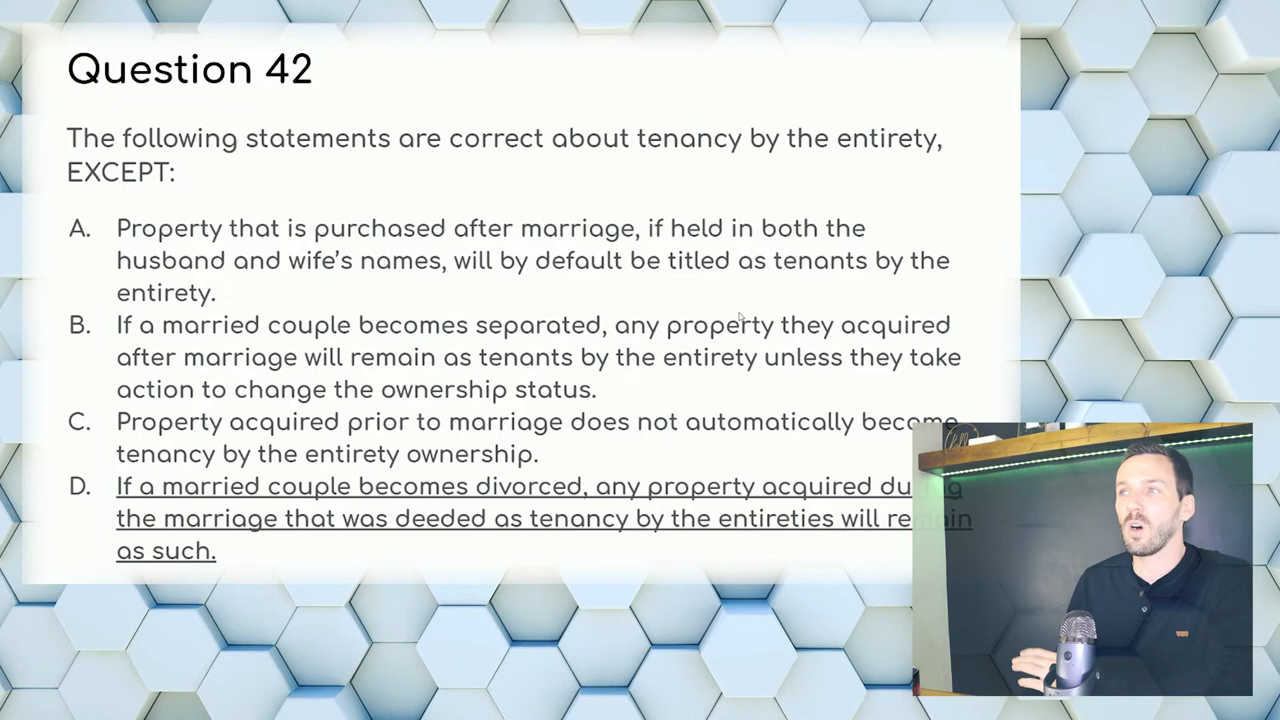 Question 42
The following statements are correct about tenancy by the entirety,
EXCEPT:
A. Property that is purchased after marriage, if held in both the
husband and wife's names, will by default be titled as tenants by the
entirety.
B. If a married couple becomes separated, any property they acquired
after marriage will remain as tenants by the entirety unless they take
action to change the ownership status.
C. Property acquired prior to marriage does not automatically become
tenancy by the entirety ownership.
D. If a married couple becomes divorced, any property acquired during
the marriage that was deeded as tenancy by the entireties will remain
as such.